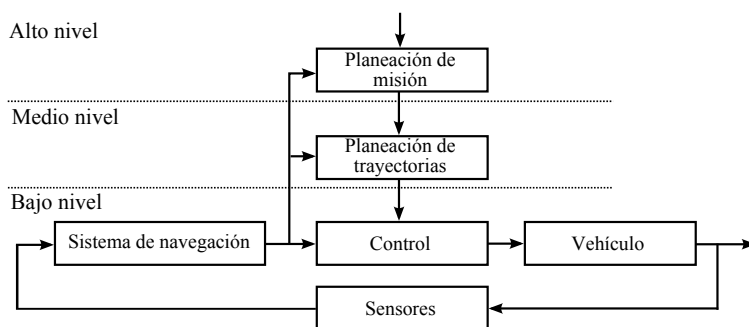 Alto nivel
Planeación de
misión
Medio nivel
Planeación de
trayectorias
Bajo nivel
Sistema de navegación
Control
Vehículo
Sensores